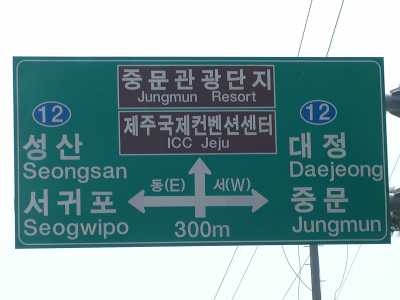 중문관광단지
Jungmun Resort
제주국제컨벤션센터
ICC Jeju
12
성산
Seongsan
서귀포
Seogwipo
동(E)
서(W)
300m
12
대정
Daejeong
중문
Jungmun